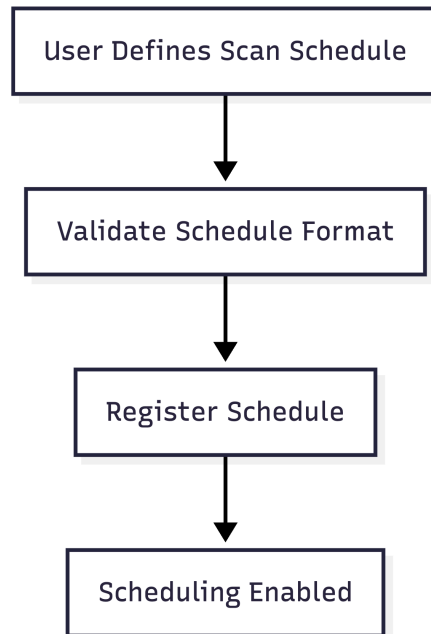 User Defines Scan Schedule
Validate Schedule Format
Register Schedule
Scheduling Enabled